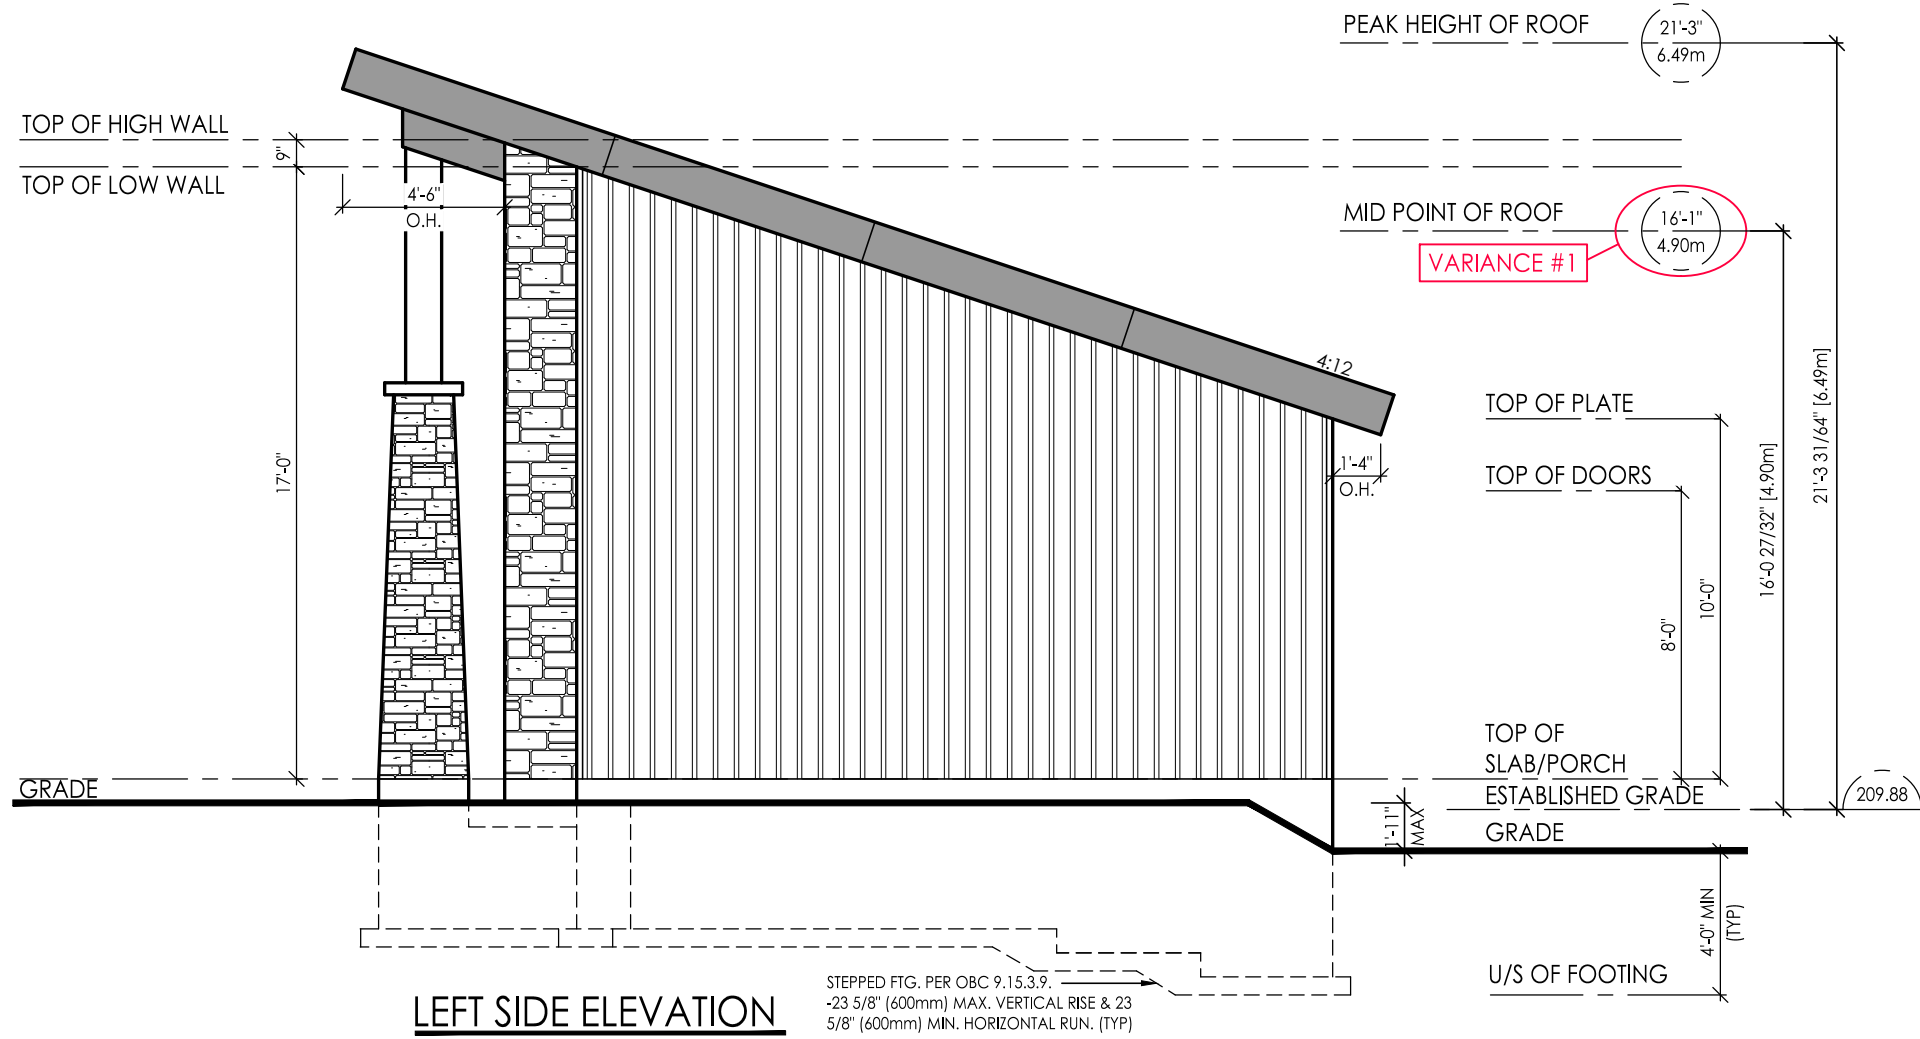 PEAK HEIGHT OF ROOF
21'-3"
6.49m
TOP OF HIGH WALL
9"
TOP OF LOW WALL
4'-6"
O.H.
MID POINT OF ROOF
16'-1"
4.90m
VARIANCE #1
4:12
TOP OF PLATE
1'-4"
O.H.
TOP OF DOORS
17'-0"
8'-0"
10'-0"
16'-0 27/32" [4.90m]
21'-3 31/64" [6.49m]
TOP OF
SLAB/PORCH
GRADE
ESTABLISHED GRADE
209.88
1'-11"
MAX
GRADE
4'-0" MIN
(TYP)
U/S OF FOOTING
STEPPED FTG. PER OBC 9.15.3.9.
-23 5/8" (600mm) MAX. VERTICAL RISE & 23
5/8" (600mm) MIN. HORIZONTAL RUN. (TYP)
LEFT SIDE ELEVATION